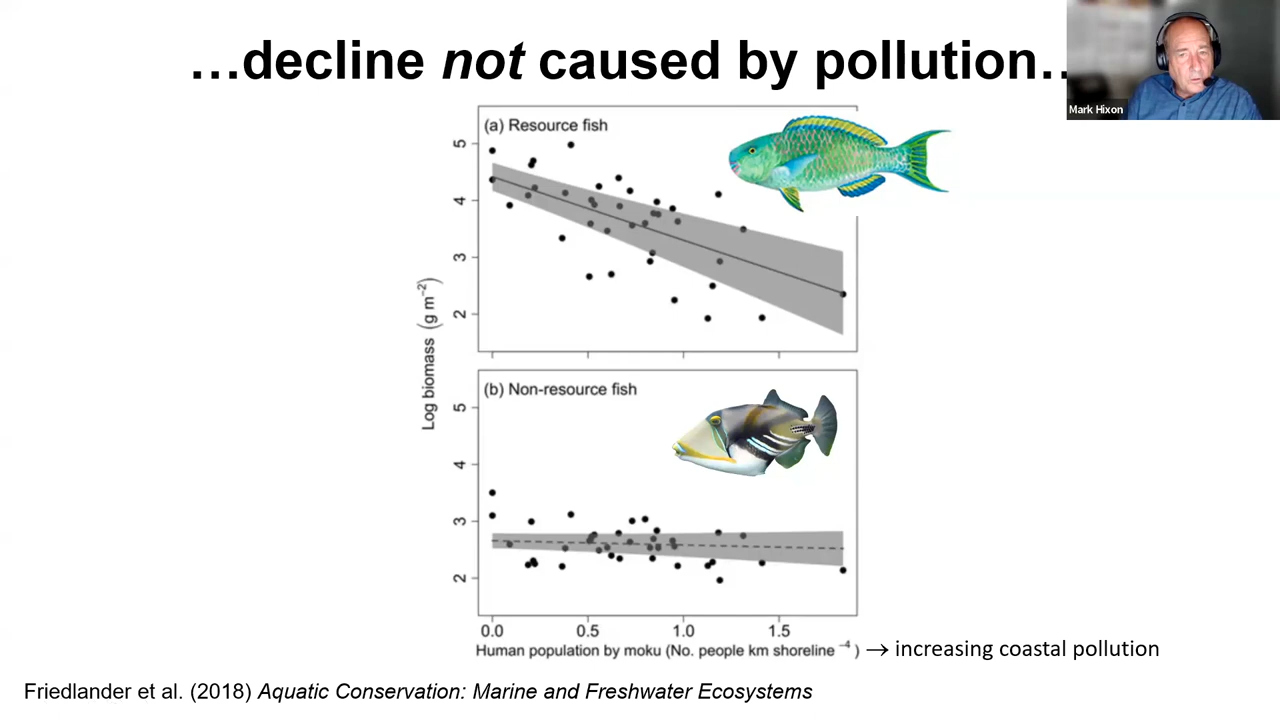 …decline not caused by pollution…
Mark Hixon
(a) Resource fish
5
4
3
2
Log biomass (g m⁻²)
(b) Non-resource fish
5
4
3
2
0.0 0.5 1.0 1.5
Human population by moku (No. people km shoreline ⁻⁴ ) → increasing coastal pollution
Friedlander et al. (2018) Aquatic Conservation: Marine and Freshwater Ecosystems